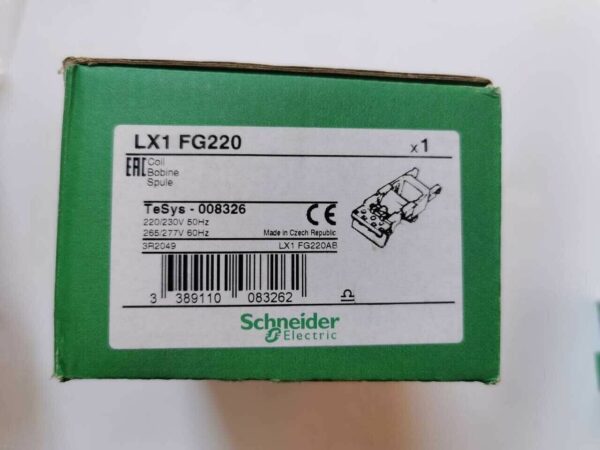 LX1 FG220
x1
EAC
Coil
Bobine
Spule
TeSys - 008326
220/230V 50Hz
265/277V 60Hz
CE
Made in Czech Republic
3R2049
LX1 FG220AB
3 389110 083262
Schneider
Electric